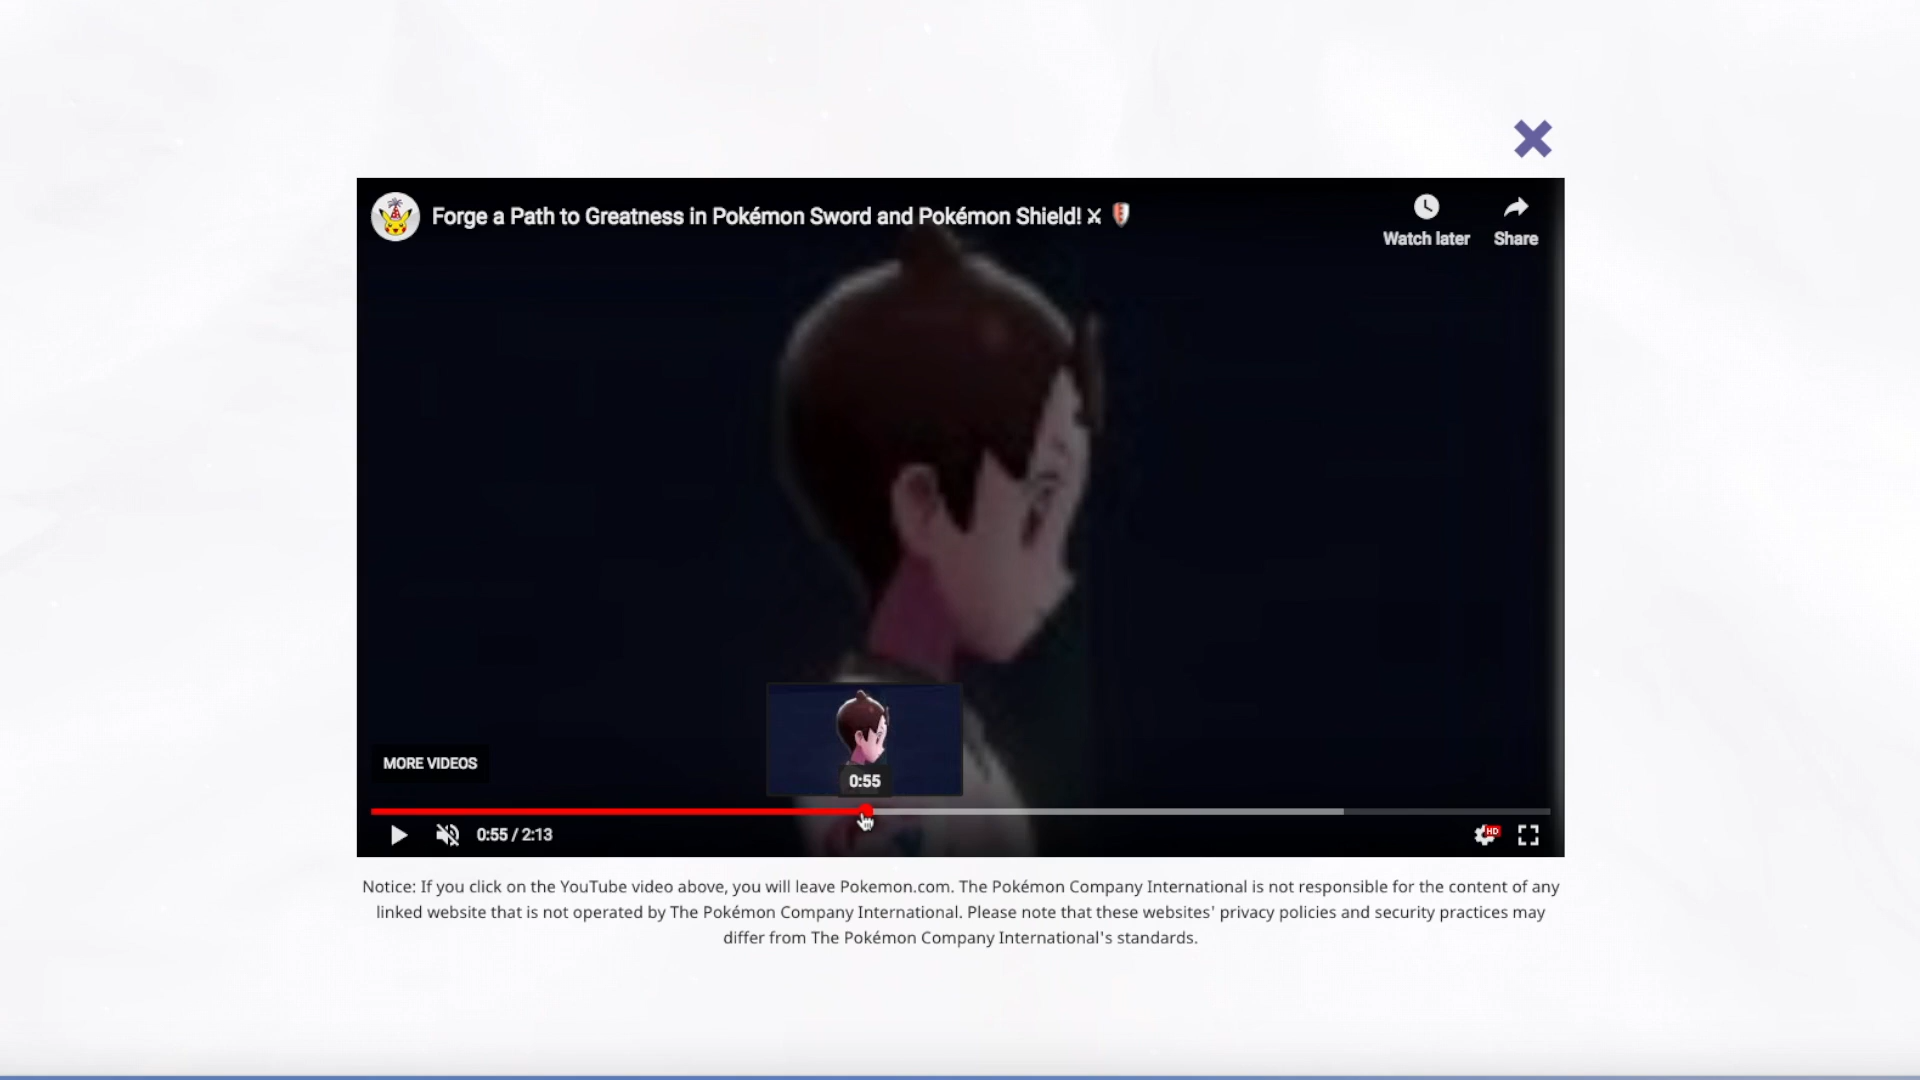 Forge a Path to Greatness in Pokémon Sword and Pokémon Shield! ⚔ 🛡
Watch later
Share
MORE VIDEOS
0:55
0:55 / 2:13
HD
Notice: If you click on the YouTube video above, you will leave Pokemon.com. The Pokémon Company International is not responsible for the content of any
linked website that is not operated by The Pokémon Company International. Please note that these websites' privacy policies and security practices may
differ from The Pokémon Company International's standards.